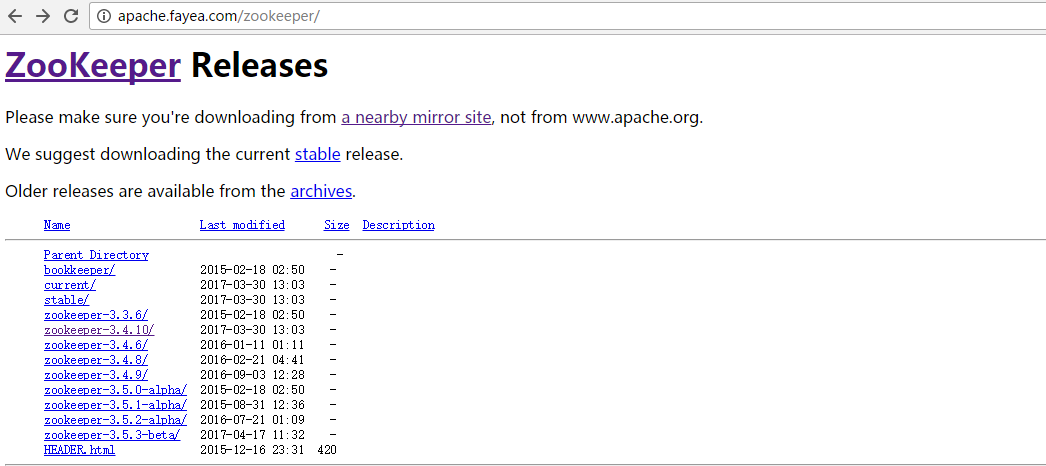 apache.fayea.com/zookeeper/
ZooKeeper Releases
Please make sure you're downloading from a nearby mirror site, not from www.apache.org.
We suggest downloading the current stable release.
Older releases are available from the archives.
Name Last modified Size Description
Parent Directory -
bookkeeper/ 2015-02-18 02:50 -
current/ 2017-03-30 13:03 -
stable/ 2017-03-30 13:03 -
zookeeper-3.3.6/ 2015-02-18 02:50 -
zookeeper-3.4.10/ 2017-03-30 13:03 -
zookeeper-3.4.6/ 2016-01-11 01:11 -
zookeeper-3.4.8/ 2016-02-21 04:41 -
zookeeper-3.4.9/ 2016-09-03 12:28 -
zookeeper-3.5.0-alpha/ 2015-02-18 02:50 -
zookeeper-3.5.1-alpha/ 2015-08-31 12:36 -
zookeeper-3.5.2-alpha/ 2016-07-21 01:09 -
zookeeper-3.5.3-beta/ 2017-04-17 11:32 -
HEADER.html 2015-12-16 23:31 420